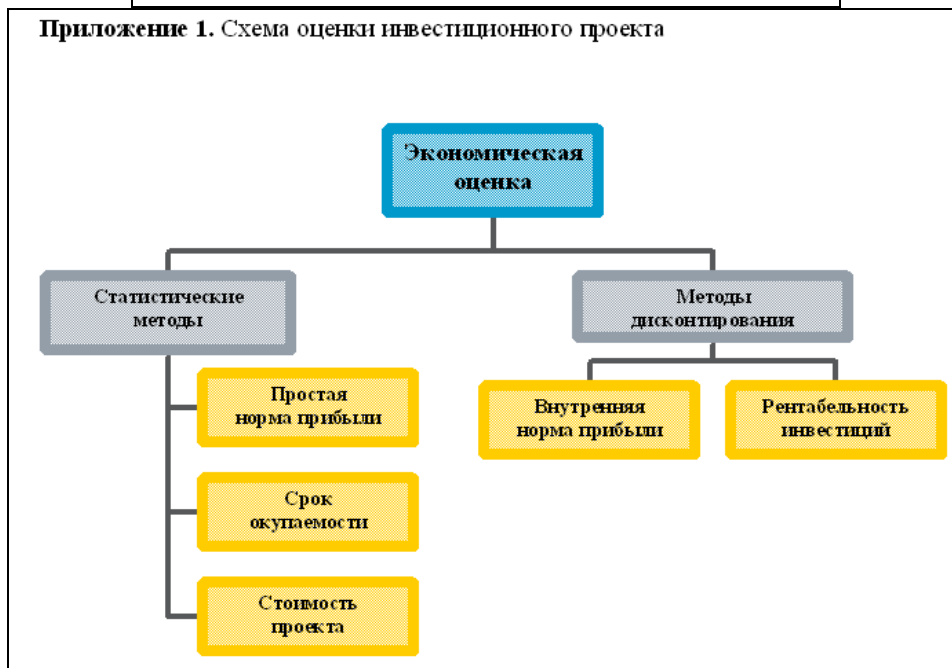 Приложение 1. Схема оценки инвестиционного проекта
Экономическая
оценка
Статистические
методы
Методы
дисконтирования
Простая
норма прибыли
Внутренняя
норма прибыли
Рентабельность
инвестиций
Срок
окупаемости
Стоимость
проекта